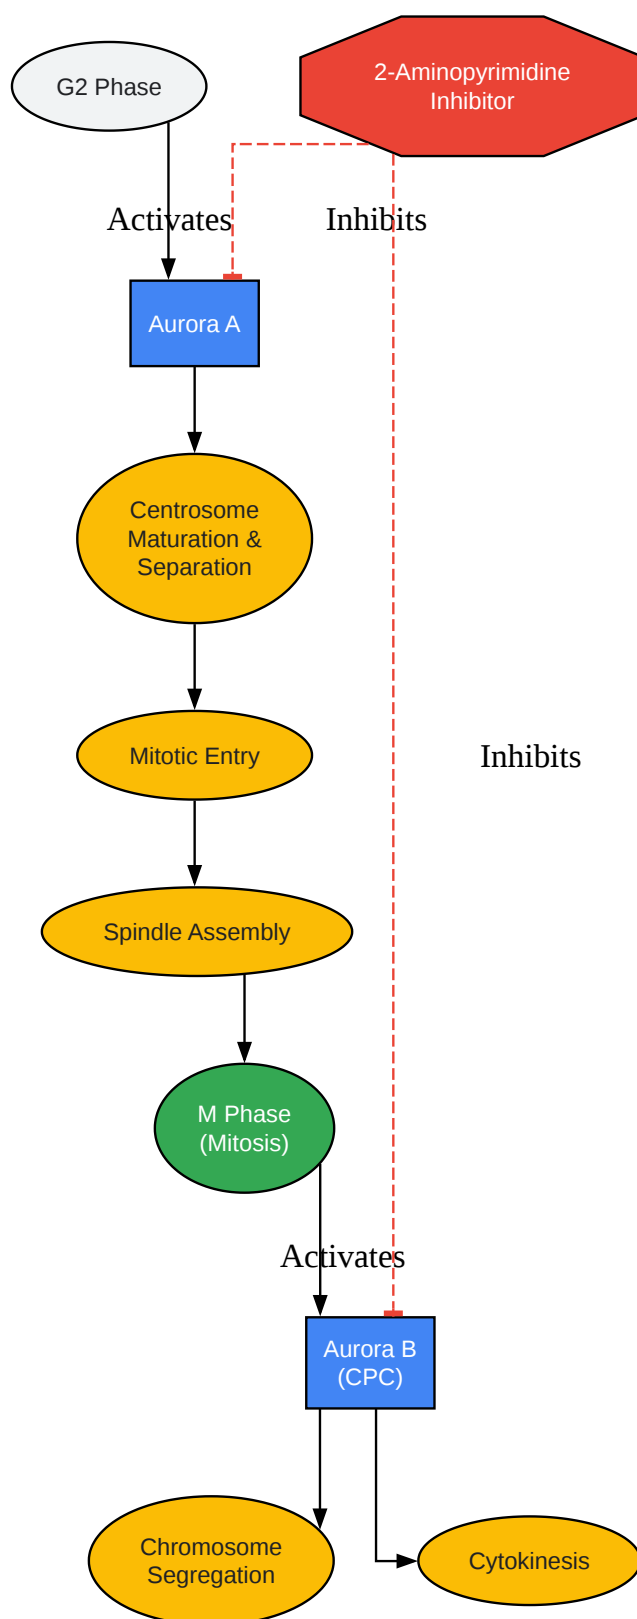 G2 Phase
2-Aminopyrimidine
Inhibitor
Activates
Inhibits
Aurora A
Centrosome
Maturation &
Separation
Mitotic Entry
Inhibits
Spindle Assembly
M Phase
(Mitosis)
Activates
Aurora B
(CPC)
Chromosome
Segregation
Cytokinesis